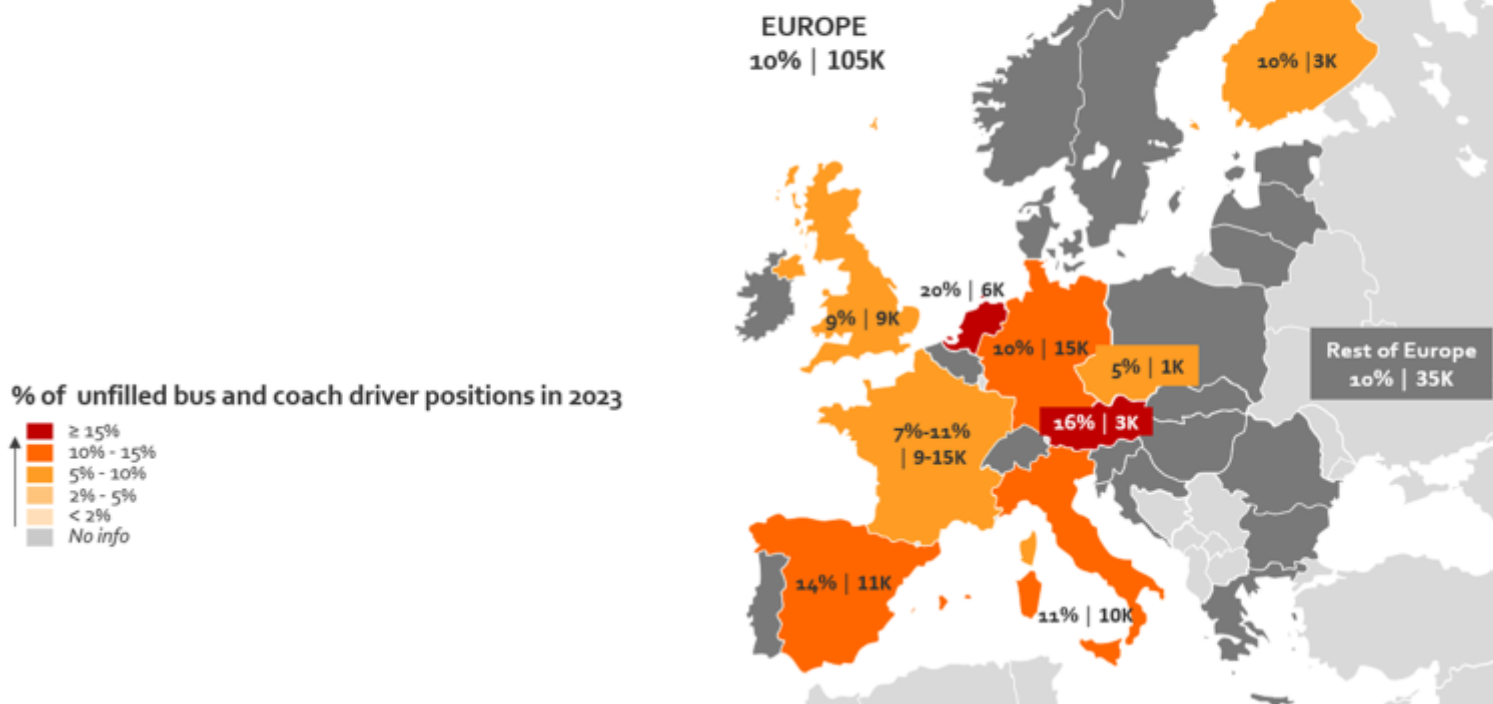 EUROPE
10% | 105K
10% |3K
20% | 6K
9% | 9K
10% | 15K
5% | 1K
Rest of Europe
10% | 35K
% of unfilled bus and coach driver positions in 2023
≥ 15%
10% - 15%
5% - 10%
2% - 5%
< 2%
No info
16% | 3K
7%-11%
| 9-15K
14% | 11K
11% | 10K